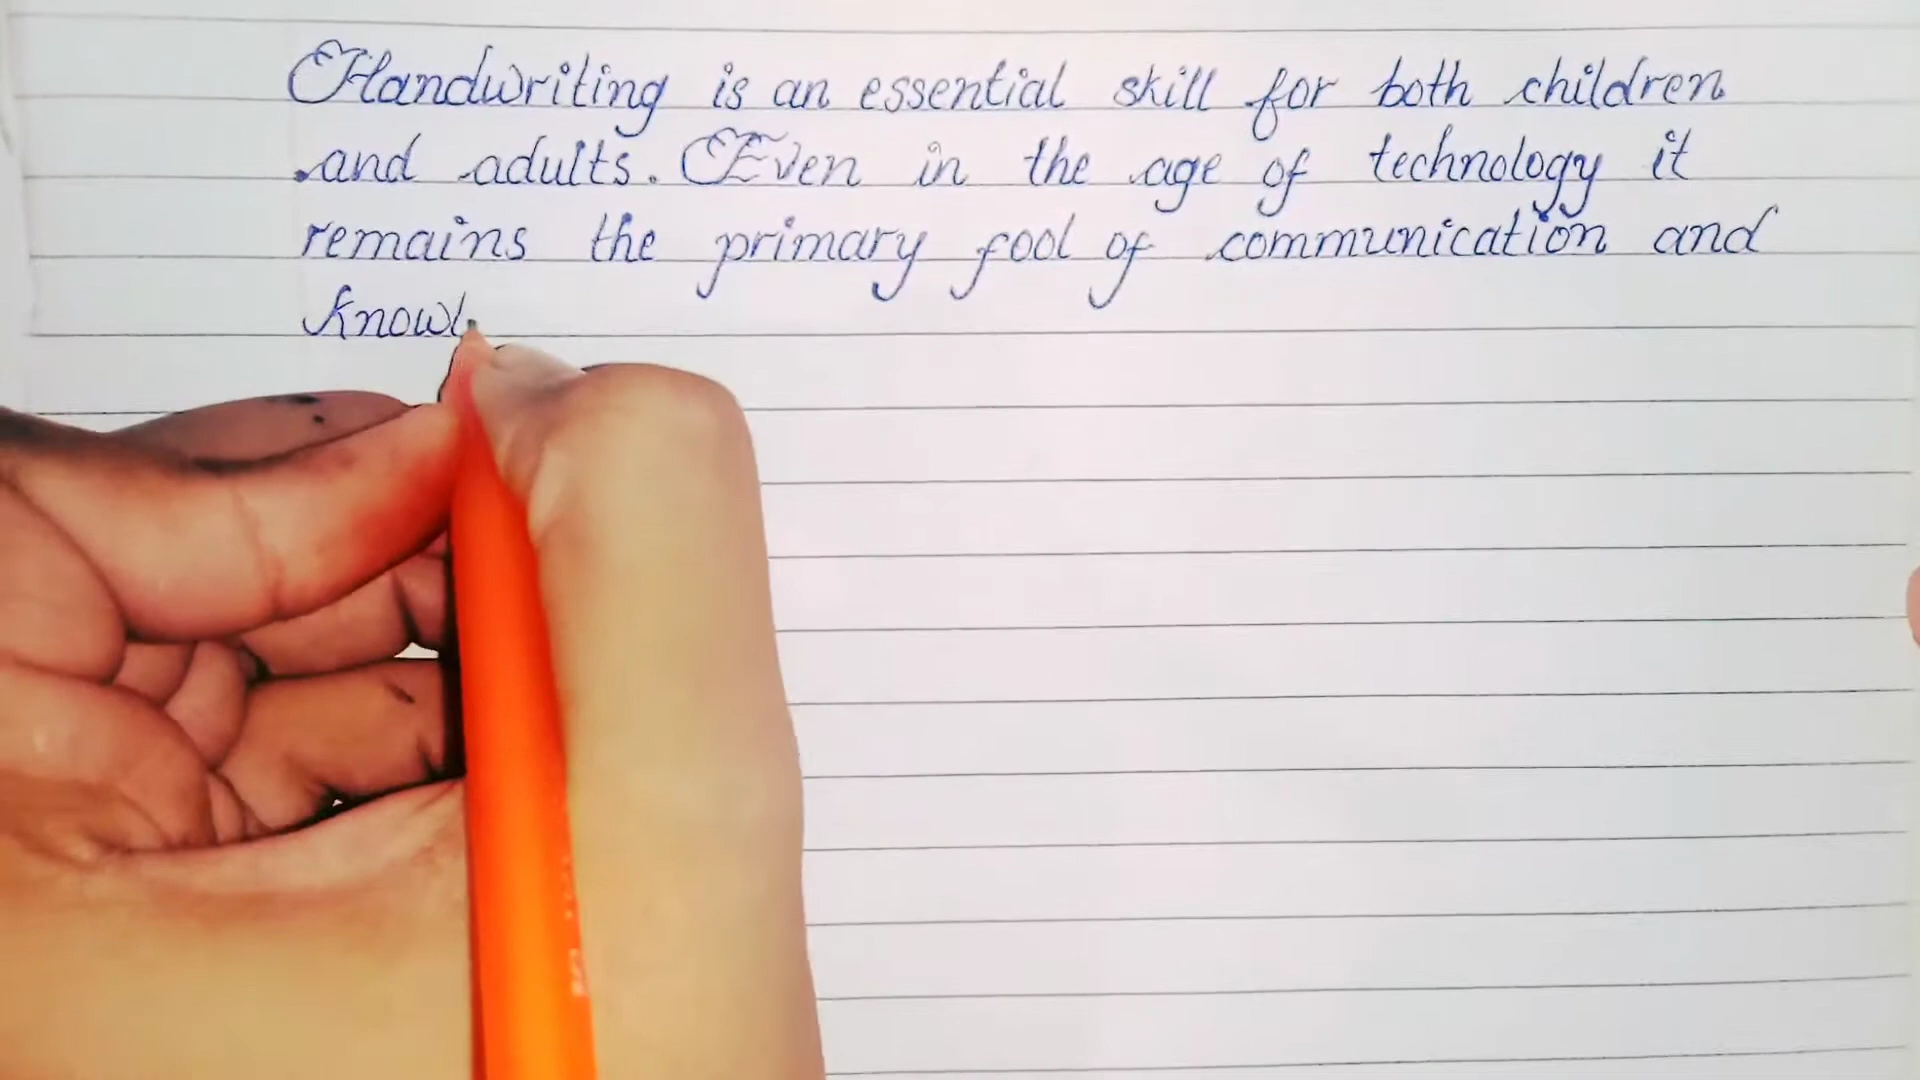 Handwriting is an essential skill for both children
and adults. Even in the age of technology it
remains the primary fool of communication and
knowl